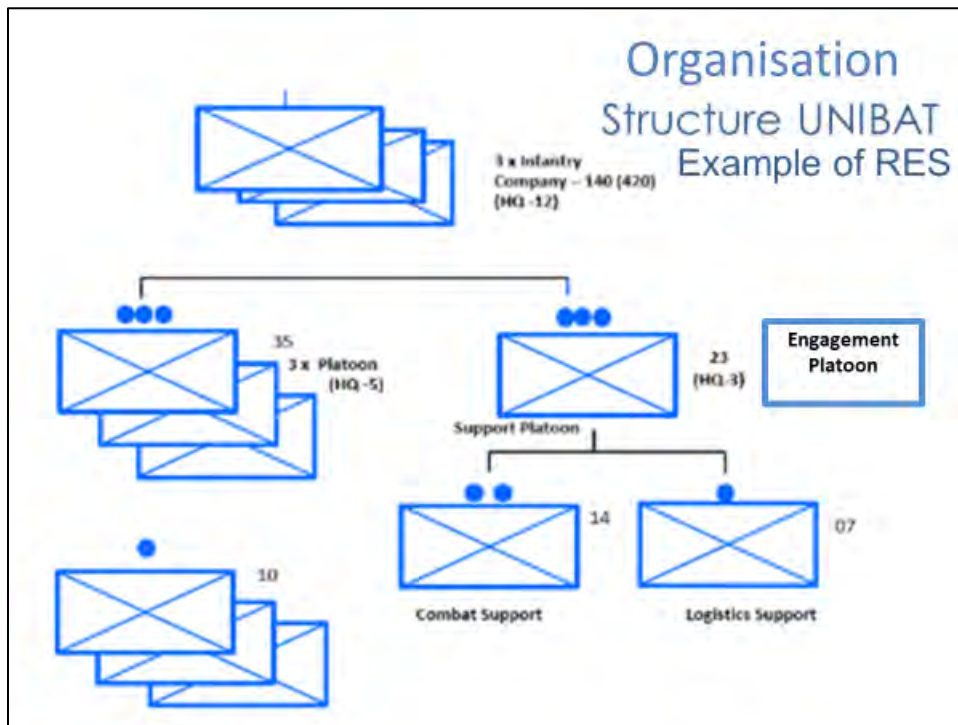 Organisation
Structure UNIBAT
Example of RES
3 x Infantry
Company – 140 (420)
(HQ -12)
35
3 x Platoon
(HQ -5)
23
(HQ-3)
Engagement
Platoon
Support Platoon
14
07
Combat Support
Logistics Support
10